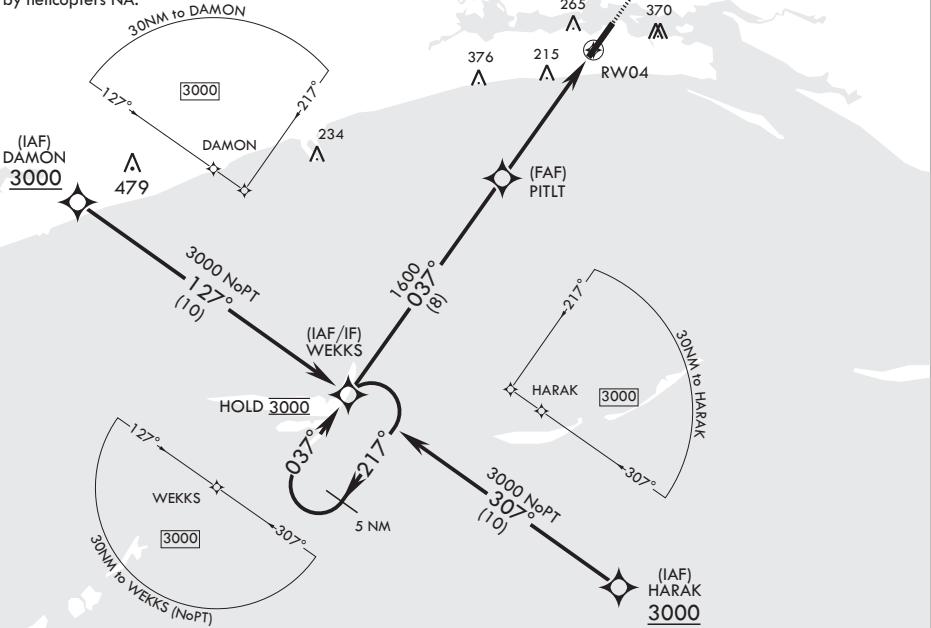 by helicopters NA.
30NM to DAMON
3000
127°
217°
DAMON
265
370
376
215
RW04
234
(IAF)
DAMON
3000
479
(FAF)
PITLT
3000 NoPT
127°
(10)
1600
037°
(8)
(IAF/IF)
WEKKS
HOLD 3000
037°
217°
5 NM
217°
HARAK
3000
30NM to HARAK
307°
127°
WEKKS
3000
307°
30NM to WEKKS (NoPT)
3000 NoPT
307°
(10)
(IAF)
HARAK
3000